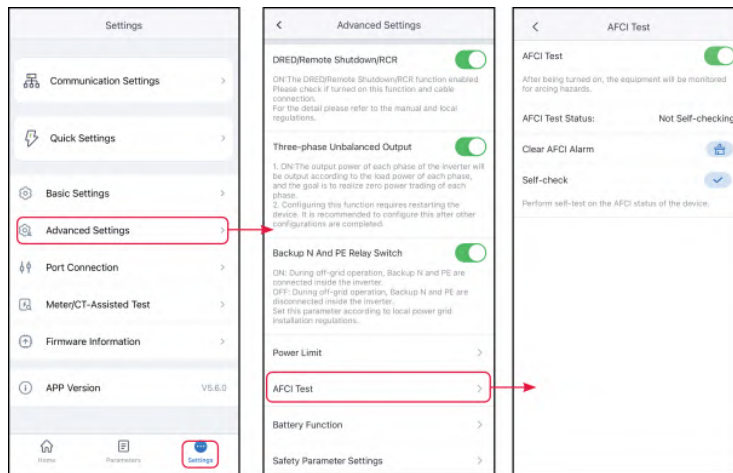 Settings
Communication Settings
Quick Settings
Basic Settings
Advanced Settings
Port Connection
Meter/CT-Assisted Test
Firmware Information
APP Version V5.6.0
Home Parameters Settings
Advanced Settings
DRED/Remote Shutdown/RCR
ON:The DRED/Remote Shutdown/RCR function enabled
Please check if turned on this function and cable
connection.
For the detail please refer to the manual and local
regulations.
Three-phase Unbalanced Output
1. ON:The output power of each phase of the inverter will
be output according to the load power of each phase,
and the goal is to realize zero power trading of each
phase.
2. Configuring this function requires restarting the
device. It is recommended to configure this after other
configurations are completed.
Backup N And PE Relay Switch
ON: During off-grid operation, Backup N and PE are
connected inside the inverter.
OFF: During off-grid operation, Backup N and PE are
disconnected inside the inverter.
Set this parameter according to local power grid
installation regulations.
Power Limit
AFCI Test
Battery Function
Safety Parameter Settings
AFCI Test
AFCI Test
After being turned on, the equipment will be monitored
for arcing hazards.
AFCI Test Status: Not Self-checking
Clear AFCI Alarm
Self-check
Perform self-test on the AFCI status of the device.